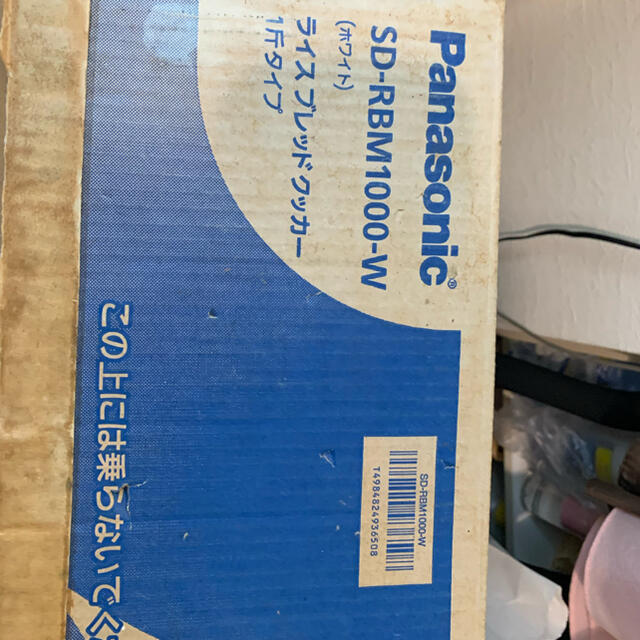 Panasonic®
SD-RBM1000-W
(ホワイト)
ライスブレッドクッカー
1斤タイプ
SD-RBM1000-W
T4984824936508
この上には乗らないでく